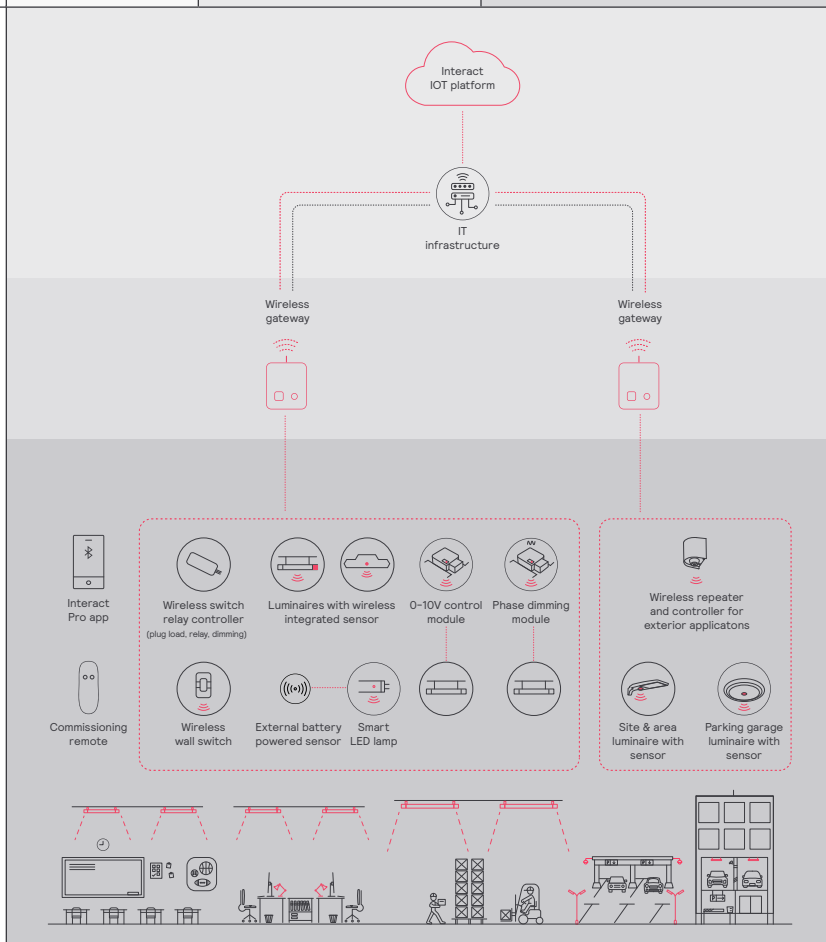 Interact
IOT platform
IT
infrastructure
Wireless
gateway
Wireless
gateway
Interact
Pro app
Wireless switch
relay controller
(plug load, relay, dimming)
Luminaires with wireless
integrated sensor
0–10V control
module
Phase dimming
module
Wireless repeater
and controller for
exterior applicatons
Commissioning
remote
Wireless
wall switch
External battery
powered sensor
Smart
LED lamp
Site & area
luminaire with
sensor
Parking garage
luminaire with
sensor